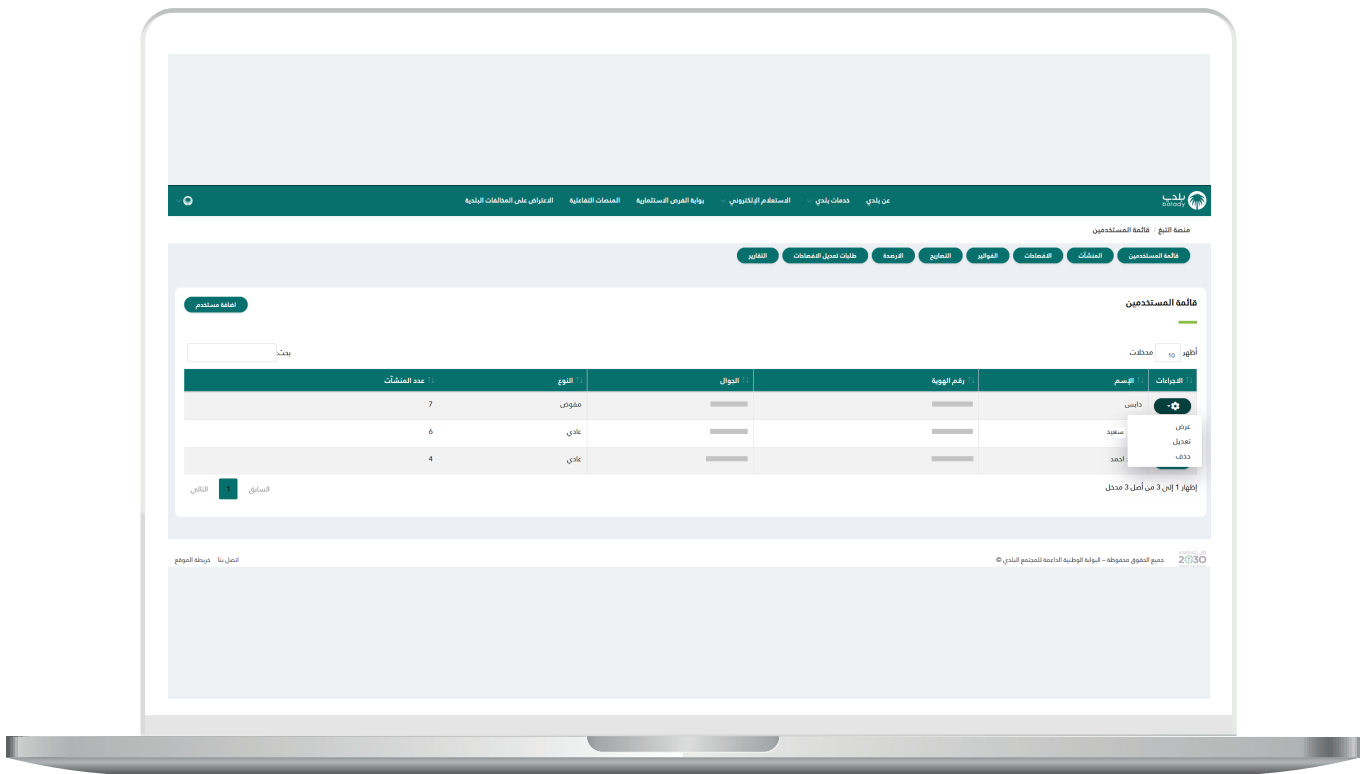 بلدي
balady
عن بلدي خدمات بلدي الاستعلام الإلكتروني بوابة الفرص الاستثمارية المنصات التفاعلية الاعتراض على المخالفات البلدية
منصة التبغ / قائمة المستخدمين
قائمة المستخدمين المنشآت الافصاحات الفواتير التصاريح الارصدة طلبات تعديل الافصاحات التقارير
قائمة المستخدمين
اضافة مستخدم
أظهر 10 مدخلات
بحث:
الاجراءات الإسم رقم الهوية الجوال النوع عدد المنشآت
دايس مفوض 7
سعيد عادي 6
احمد عادي 4
عرض
تعديل
حذف
إظهار 1 إلى 3 من أصل 3 مدخل
السابق 1 التالي
2030
جميع الحقوق محفوظة – البوابة الوطنية الداعمة للمجتمع البلدي ©
اتصل بنا خريطة الموقع